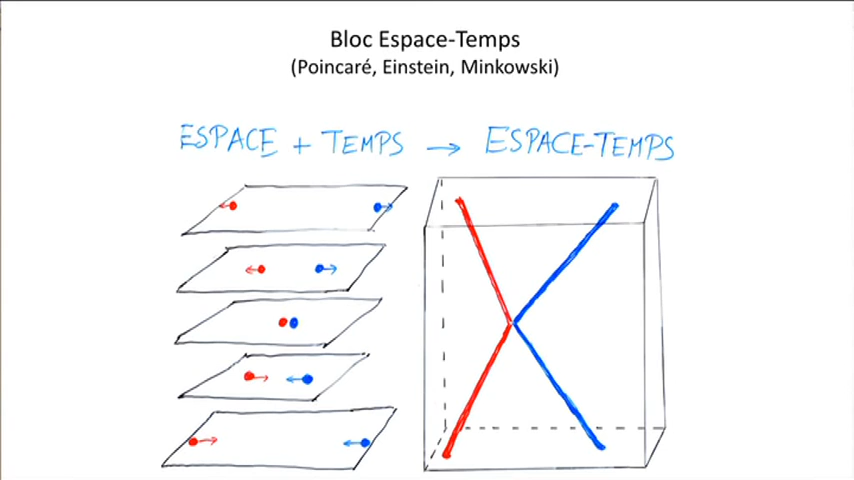 Bloc Espace-Temps
(Poincaré, Einstein, Minkowski)
ESPACE + TEMPS → ESPACE-TEMPS